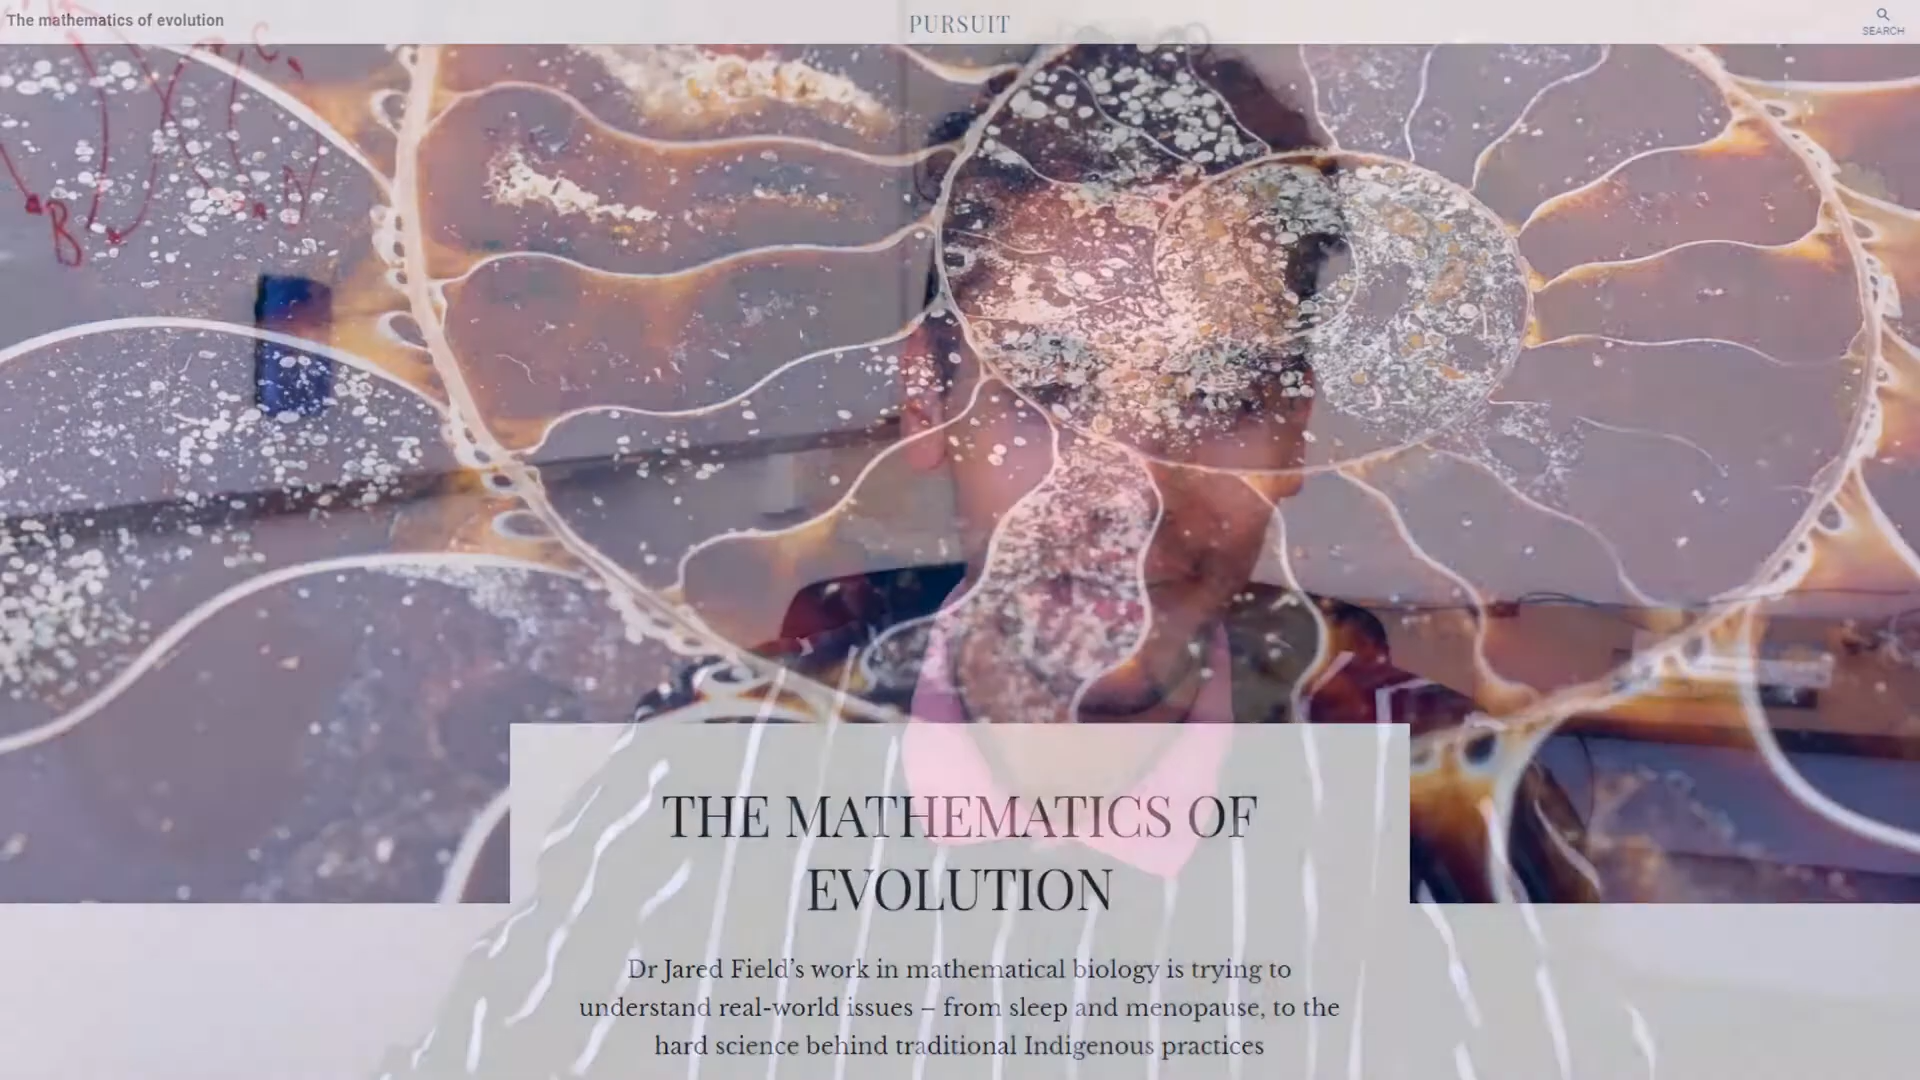 The mathematics of evolution
PURSUIT
SEARCH
C
B
N
THE MATHEMATICS OF
EVOLUTION
Dr Jared Field’s work in mathematical biology is trying to
understand real-world issues – from sleep and menopause, to the
hard science behind traditional Indigenous practices